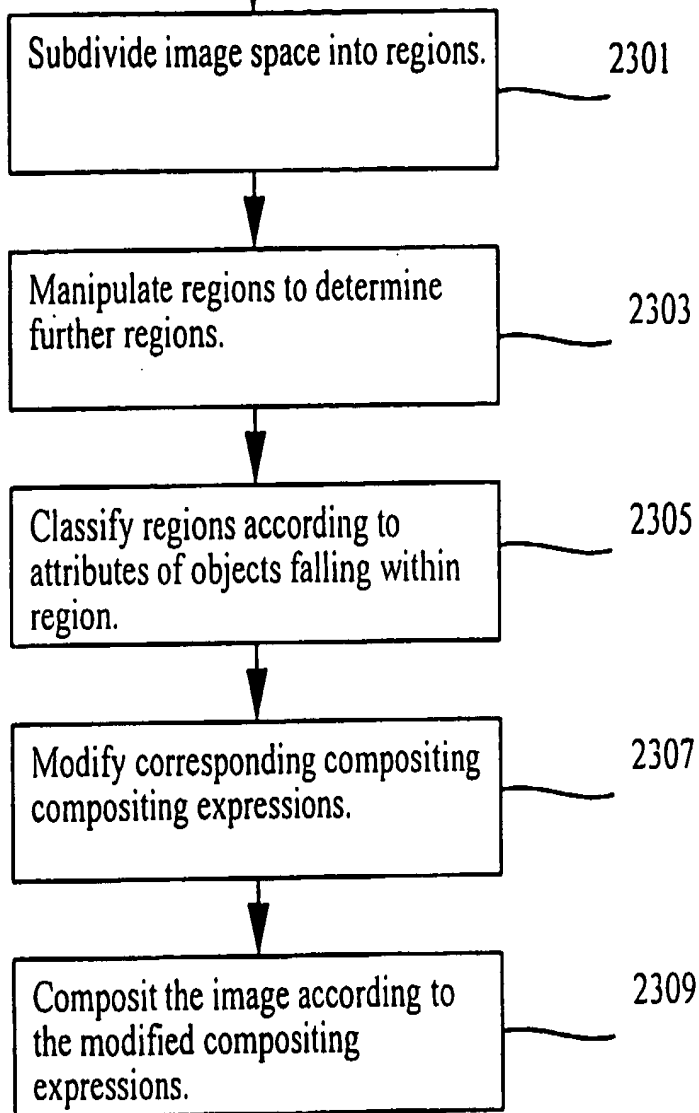 Subdivide image space into regions.
2301
Manipulate regions to determine
further regions.
2303
Classify regions according to
attributes of objects falling within
region.
2305
Modify corresponding compositing
compositing expressions.
2307
Composit the image according to
the modified compositing
expressions.
2309